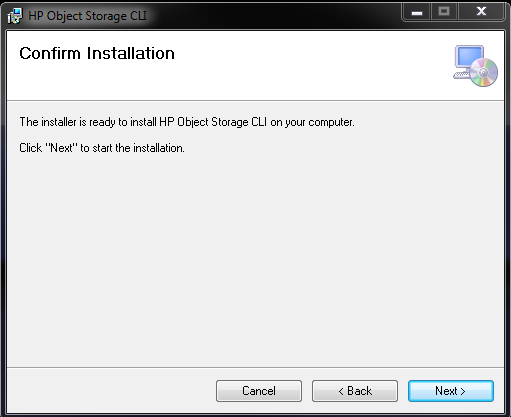 HP Object Storage CLI
Confirm Installation
The installer is ready to install HP Object Storage CLI on your computer.
Click "Next" to start the installation.
Cancel
< Back
Next >